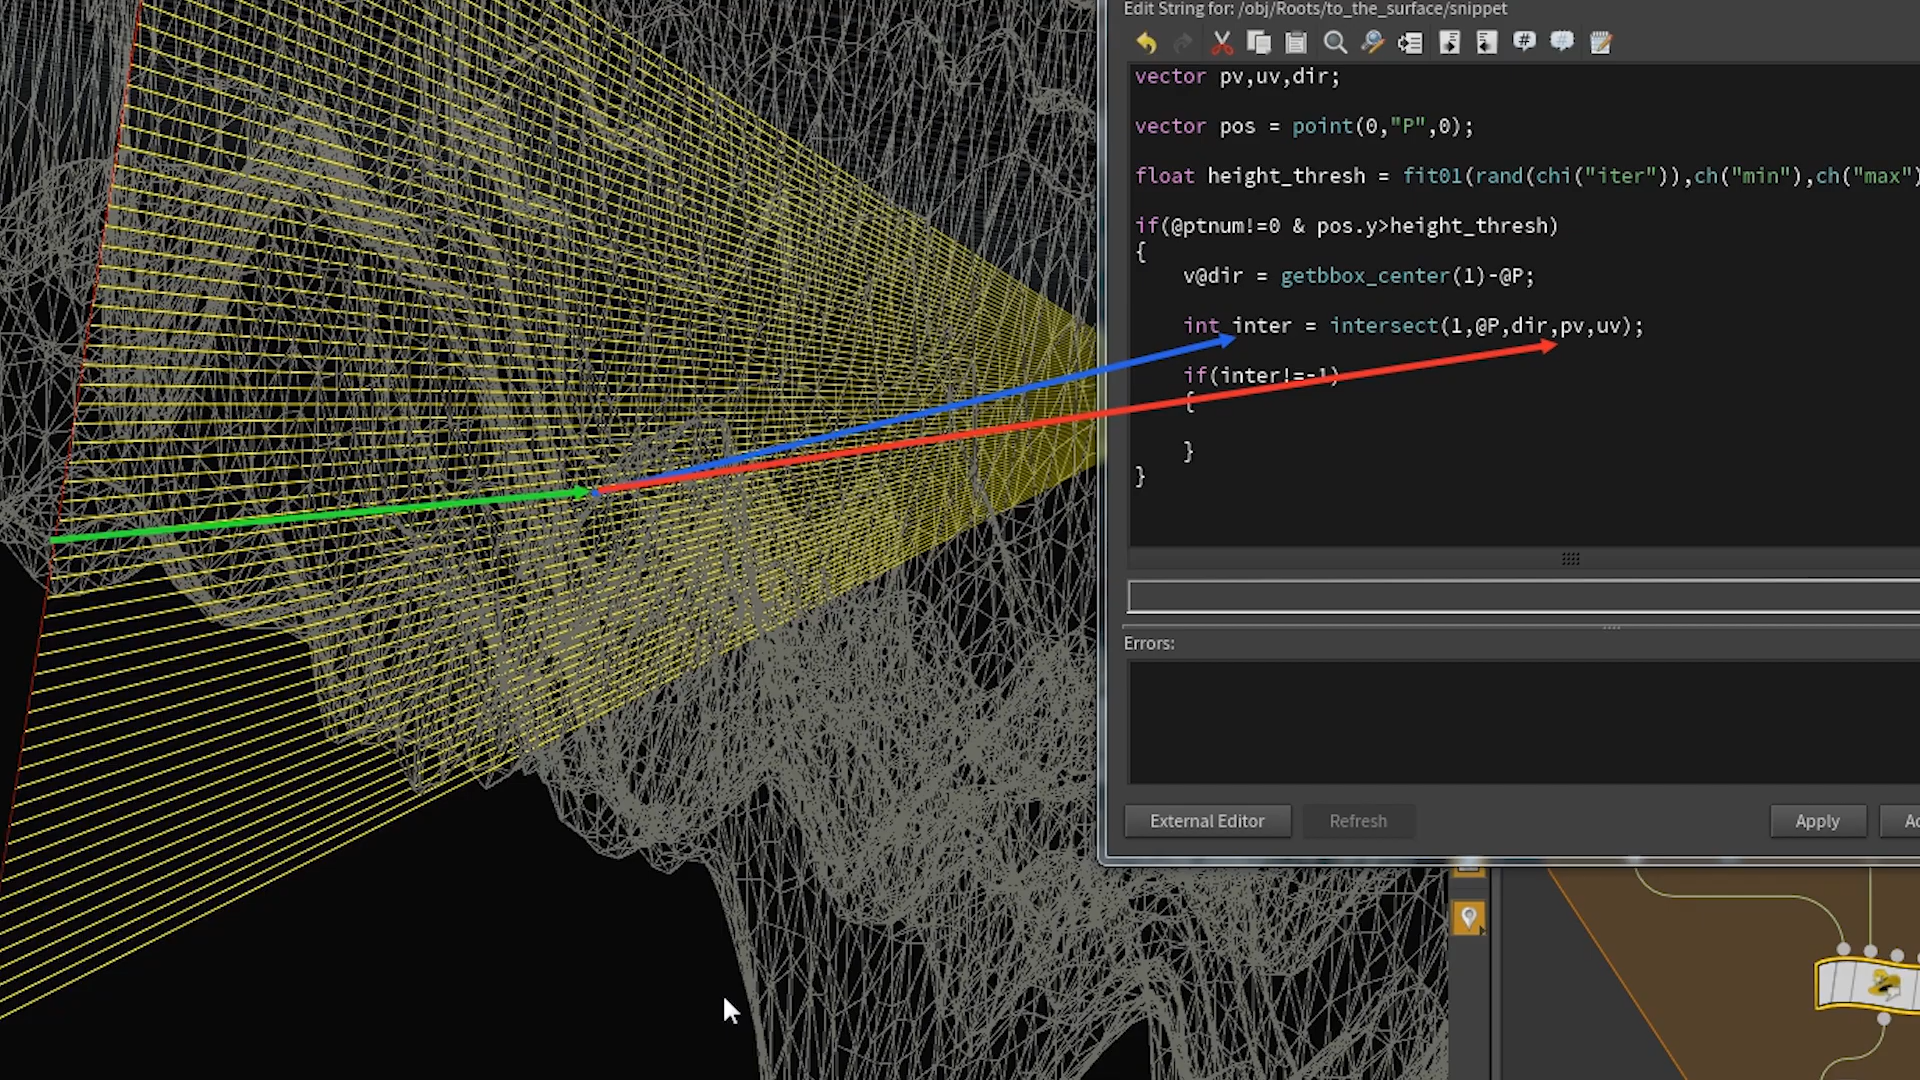 Edit String for: /obj/Roots/to_the_surface/snippet
vector pv,uv,dir;
vector pos = point(0,"P",0);
float height_thresh = fit01(rand(chi("iter")),ch("min"),ch("max")
if(@ptnum!=0 & pos.y>height_thresh)
{
v@dir = getbbox_center(1)-@P;
int inter = intersect(1,@P,dir,pv,uv);
if(inter!=-1)
{
}
}
Errors:
External Editor
Refresh
Apply